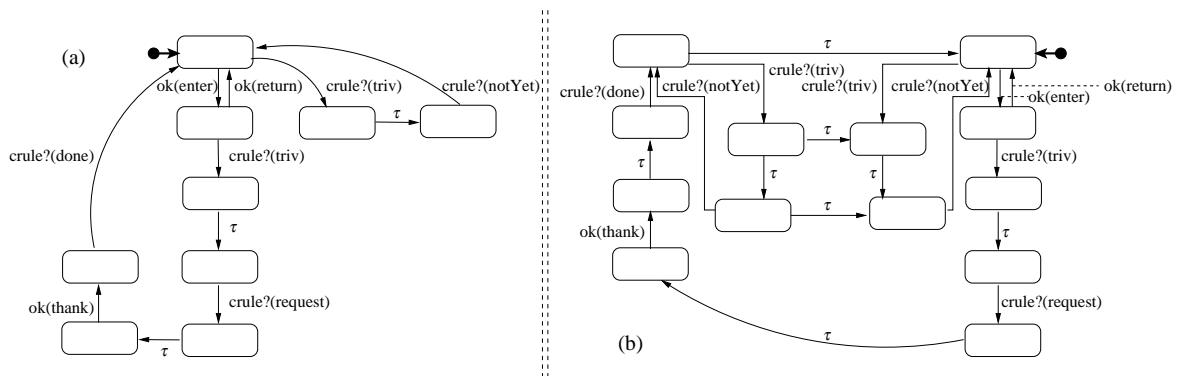 (a)
ok(enter)
ok(return)
crule?(triv)
crule?(notYet)
τ
crule?(done)
crule?(triv)
τ
ok(thank)
crule?(request)
τ
τ
crule?(triv)
crule?(notYet)
crule?(triv)
crule?(notYet)
ok(return)
crule?(done)
ok(enter)
τ
τ
crule?(triv)
τ
τ
τ
ok(thank)
τ
crule?(request)
τ
(b)